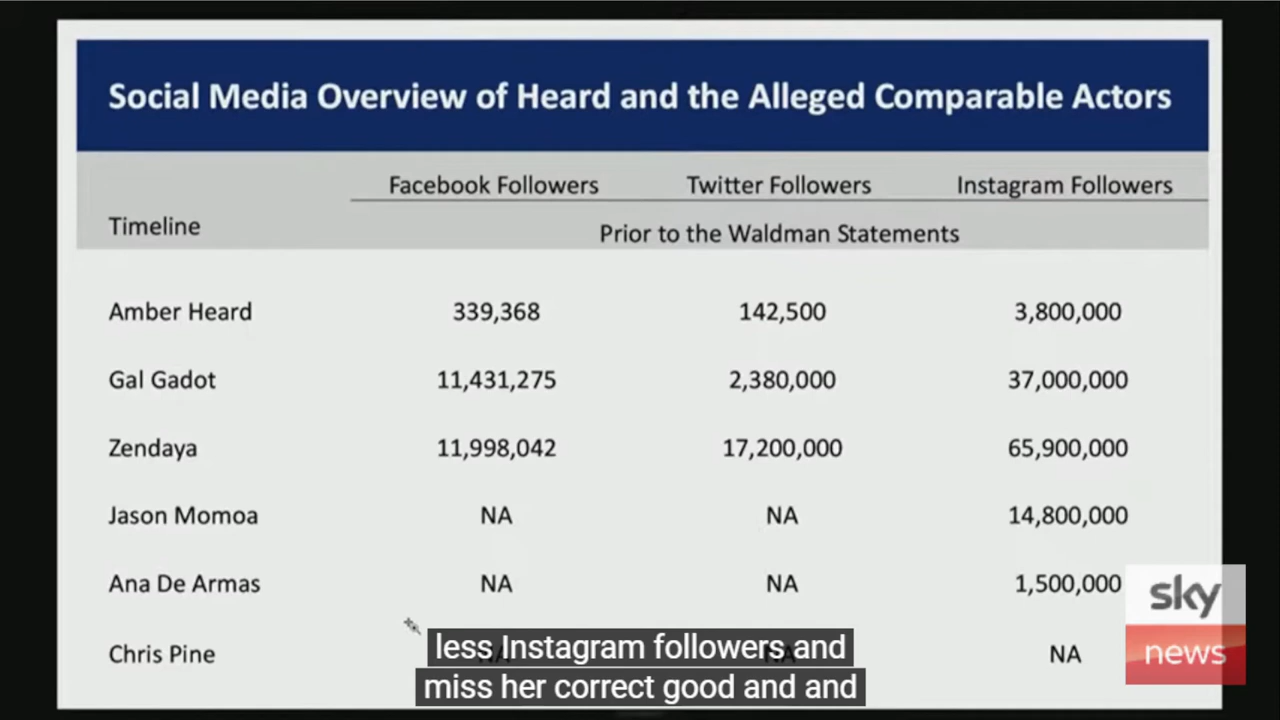 Social Media Overview of Heard and the Alleged Comparable Actors
Facebook Followers Twitter Followers Instagram Followers
Timeline Prior to the Waldman Statements
Amber Heard 339,368 142,500 3,800,000
Gal Gadot 11,431,275 2,380,000 37,000,000
Zendaya 11,998,042 17,200,000 65,900,000
Jason Momoa NA NA 14,800,000
Ana De Armas NA NA 1,500,000
Chris Pine NA NA NA
less Instagram followers and
miss her correct good and and
sky
news